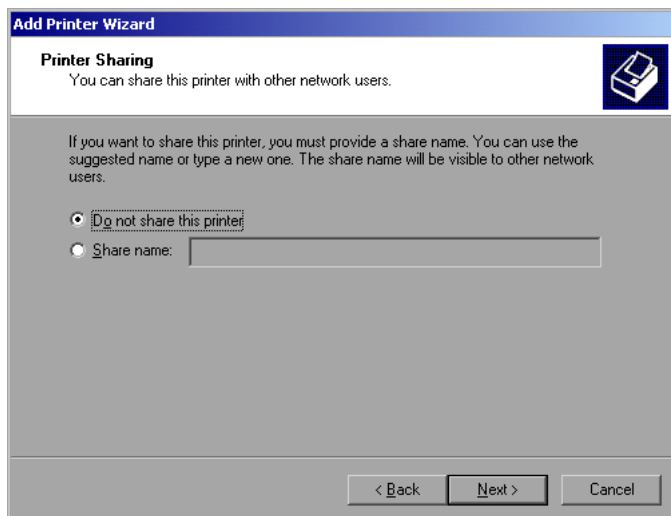 Add Printer Wizard
Printer Sharing
You can share this printer with other network users.
If you want to share this printer, you must provide a share name. You can use the
suggested name or type a new one. The share name will be visible to other network
users.
Do not share this printer
Share name:
< Back Next > Cancel